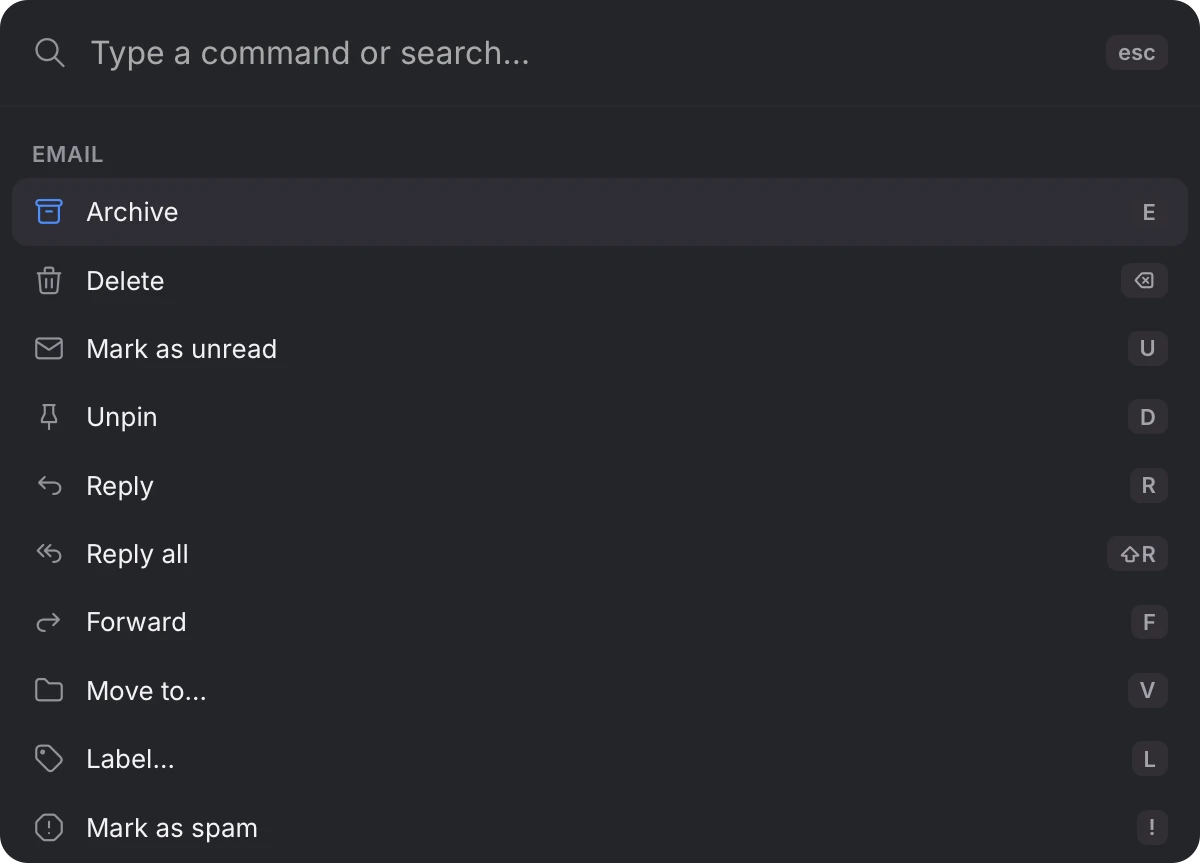 Type a command or search...
esc
EMAIL
Archive E
Delete ⌫
Mark as unread U
Unpin D
Reply R
Reply all ⇧R
Forward F
Move to... V
Label... L
Mark as spam !